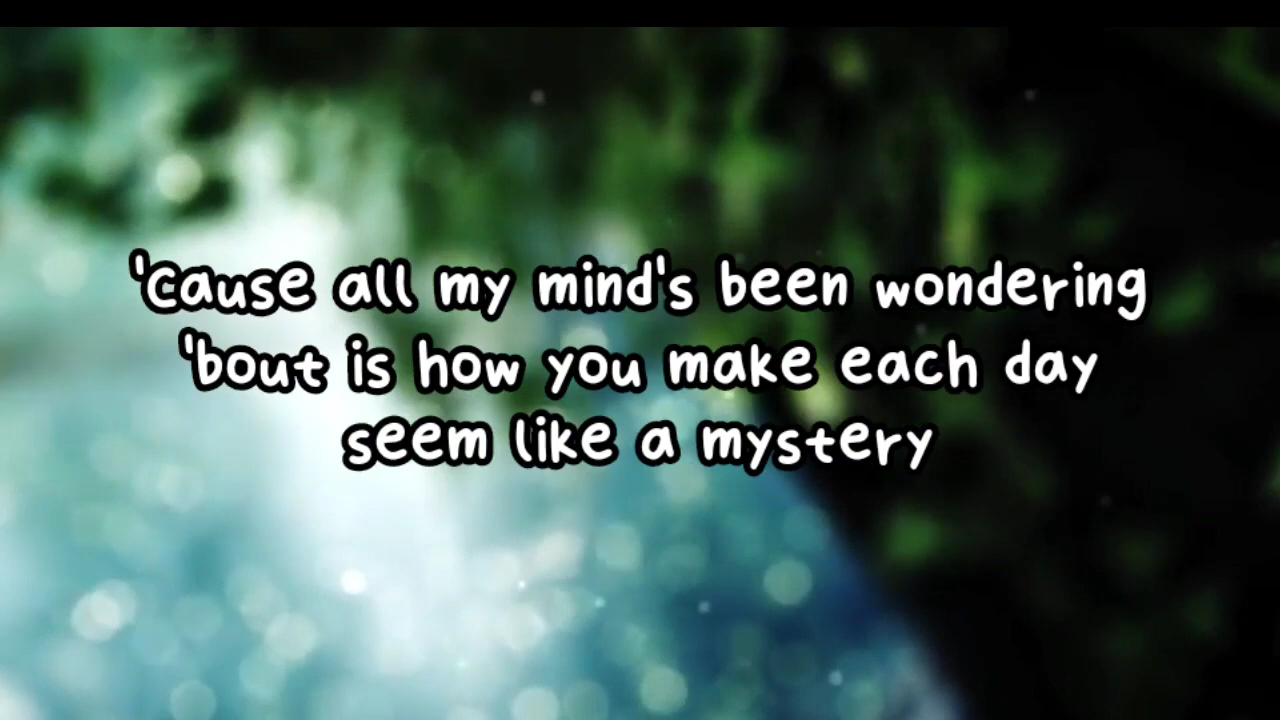 'cause all my mind's been wondering
'bout is how you make each day
seem like a mystery